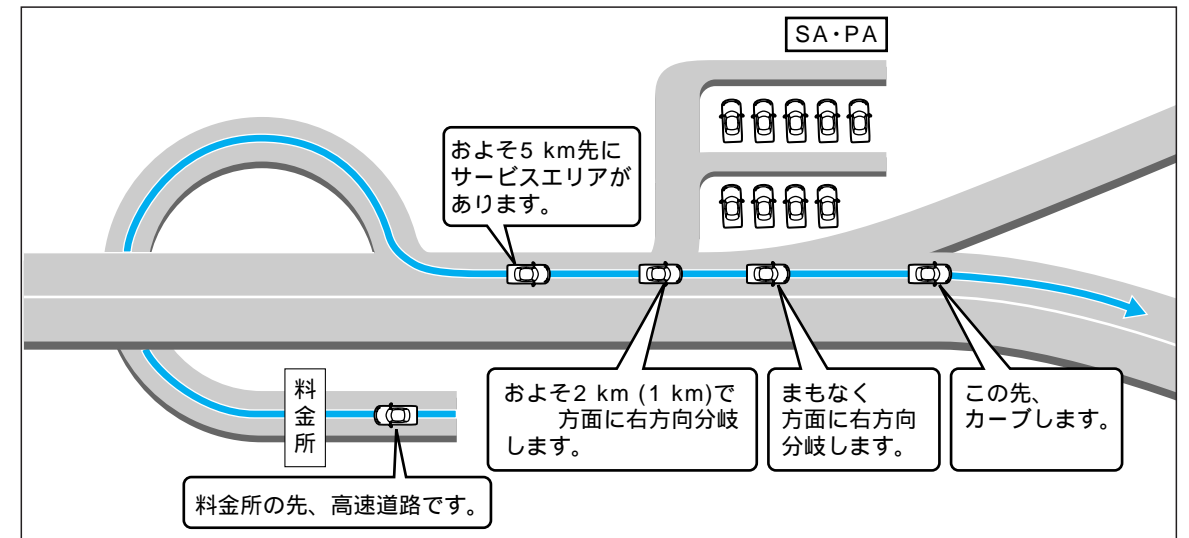 SA・PA
およそ5 km先に
サービスエリアが
あります。
およそ2 km (1 km)で
方面に右方向分岐
します。
まもなく
方面に右方向
分岐します。
この先、
カーブします。
料金所
料金所の先、高速道路です。